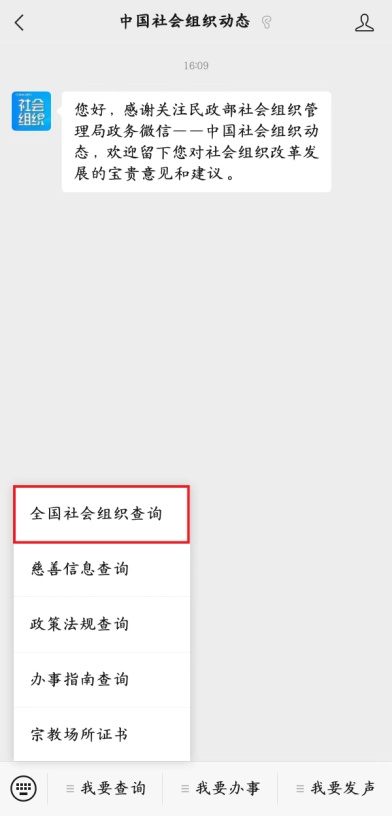 中国社会组织动态
16:09
社会
组织
您好，感谢关注民政部社会组织管
理局政务微信——中国社会组织动
态，欢迎留下您对社会组织改革发
展的宝贵意见和建议。
全国社会组织查询
慈善信息查询
政策法规查询
办事指南查询
宗教场所证书
我要查询
我要办事
我要发声